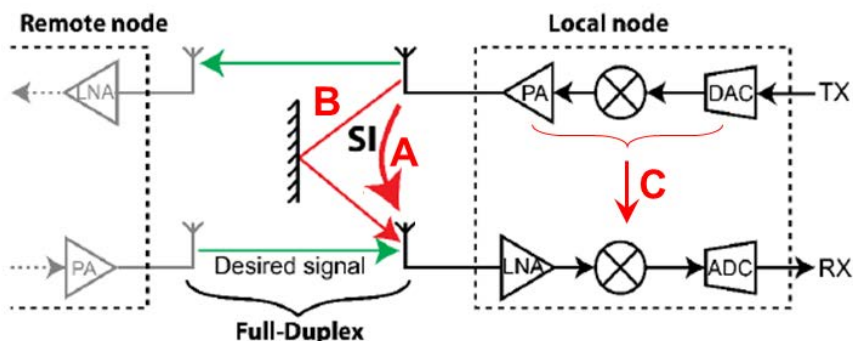 Remote node
Local node
LNA
B
SI
A
PA
DAC
TX
C
PA
Desired signal
LNA
ADC
RX
Full-Duplex